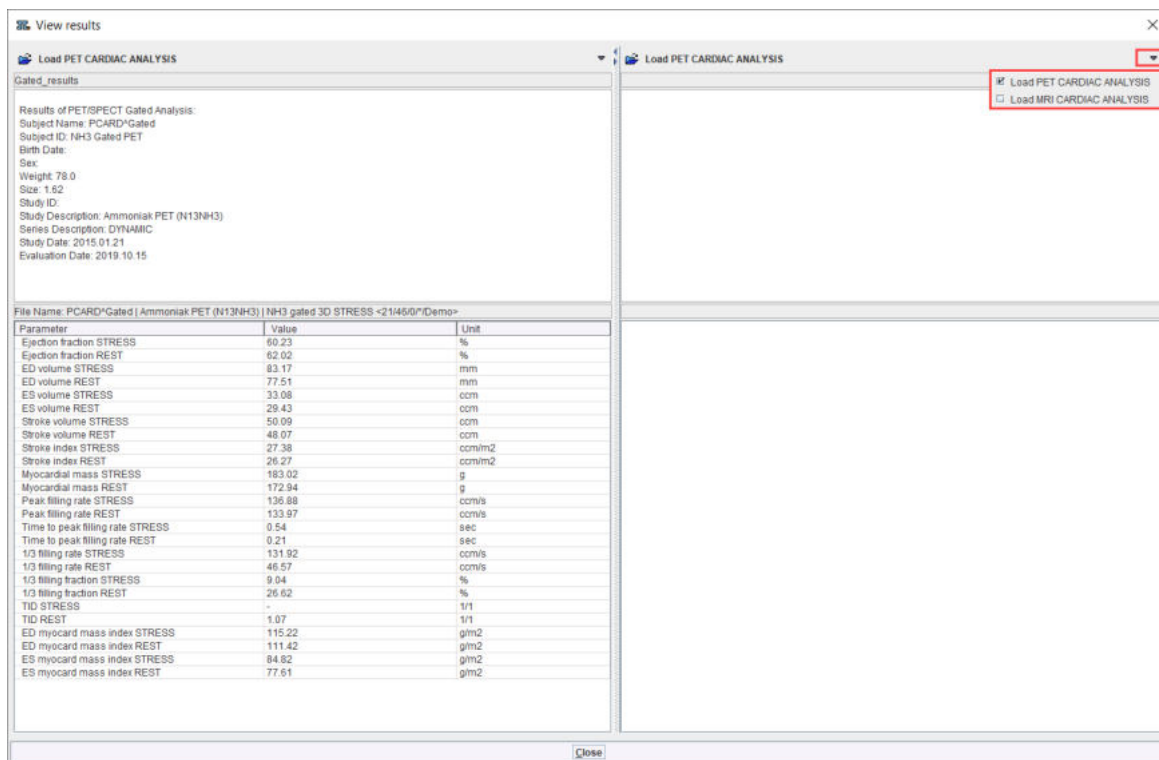 View results
Load PET CARDIAC ANALYSIS
Gated_results
Results of PET/SPECT Gated Analysis:
Subject Name: PCARD^Gated
Subject ID: NH3 Gated PET
Birth Date:
Sex:
Weight: 78.0
Size: 1.62
Study ID:
Study Description: Ammoniak PET (N13NH3)
Series Description: DYNAMIC
Study Date: 2015.01.21
Evaluation Date: 2019.10.15
File Name: PCARD^Gated | Ammoniak PET (N13NH3) | NH3 gated 3D STRESS <21/46/0/*/Demo>
Parameter Value Unit
Ejection fraction STRESS 60.23 %
Ejection fraction REST 62.02 %
ED volume STRESS 83.17 mm
ED volume REST 77.51 mm
ES volume STRESS 33.08 ccm
ES volume REST 29.43 ccm
Stroke volume STRESS 50.09 ccm
Stroke volume REST 48.07 ccm
Stroke index STRESS 27.38 ccm/m2
Stroke index REST 26.27 ccm/m2
Myocardial mass STRESS 183.02 g
Myocardial mass REST 172.94 g
Peak filling rate STRESS 136.88 ccm/s
Peak filling rate REST 133.97 ccm/s
Time to peak filling rate STRESS 0.54 sec
Time to peak filling rate REST 0.21 sec
1/3 filling rate STRESS 131.92 ccm/s
1/3 filling rate REST 46.57 ccm/s
1/3 filling fraction STRESS 9.04 %
1/3 filling fraction REST 26.62 %
TID STRESS - 1/1
TID REST 1.07 1/1
ED myocard mass index STRESS 115.22 g/m2
ED myocard mass index REST 111.42 g/m2
ES myocard mass index STRESS 84.82 g/m2
ES myocard mass index REST 77.61 g/m2
Load PET CARDIAC ANALYSIS
Load PET CARDIAC ANALYSIS
Load MRI CARDIAC ANALYSIS
Close